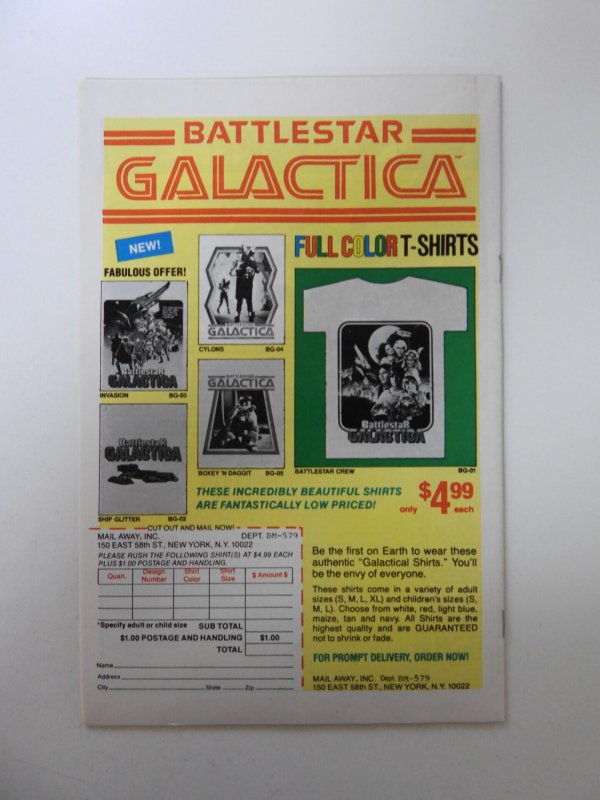 BATTLESTAR
GALACTICA™
NEW!
FULL COLOR T-SHIRTS
FABULOUS OFFER!
BattlestaR
GALACTICA
INVASION BG-03
BATTLESTAR
GALACTICA
CYLONS BG-04
BattlestaR
GALACTICA
SHIP GLITTER BG-02
BATTLESTAR
GALACTICA
BOXEY 'N DAGGIT BG-05
BattlestaR
GALACTICA
BATTLESTAR CREW BG-01
THESE INCREDIBLY BEAUTIFUL SHIRTS
ARE FANTASTICALLY LOW PRICED!
only $4.99 each
CUT OUT AND MAIL NOW!
MAIL AWAY, INC. DEPT. BM-579
150 EAST 58th ST., NEW YORK, N.Y. 10022
PLEASE RUSH THE FOLLOWING SHIRT(S) AT $4.99 EACH
PLUS $1.00 POSTAGE AND HANDLING.
Quan. Design Number Shirt Color Shirt Size $ Amount $
*Specify adult or child size SUB TOTAL
$1.00 POSTAGE AND HANDLING $1.00
TOTAL
Name
Address
City State Zip
Be the first on Earth to wear these
authentic "Galactical Shirts." You'll
be the envy of everyone.
These shirts come in a variety of adult
sizes (S, M, L, XL) and children's sizes (S,
M, L). Choose from white, red, light blue,
maize, tan and navy. All Shirts are the
highest quality and are GUARANTEED
not to shrink or fade.
FOR PROMPT DELIVERY, ORDER NOW!
MAIL AWAY, INC. Dept. BM-579
150 EAST 58th ST., NEW YORK, N.Y. 10022